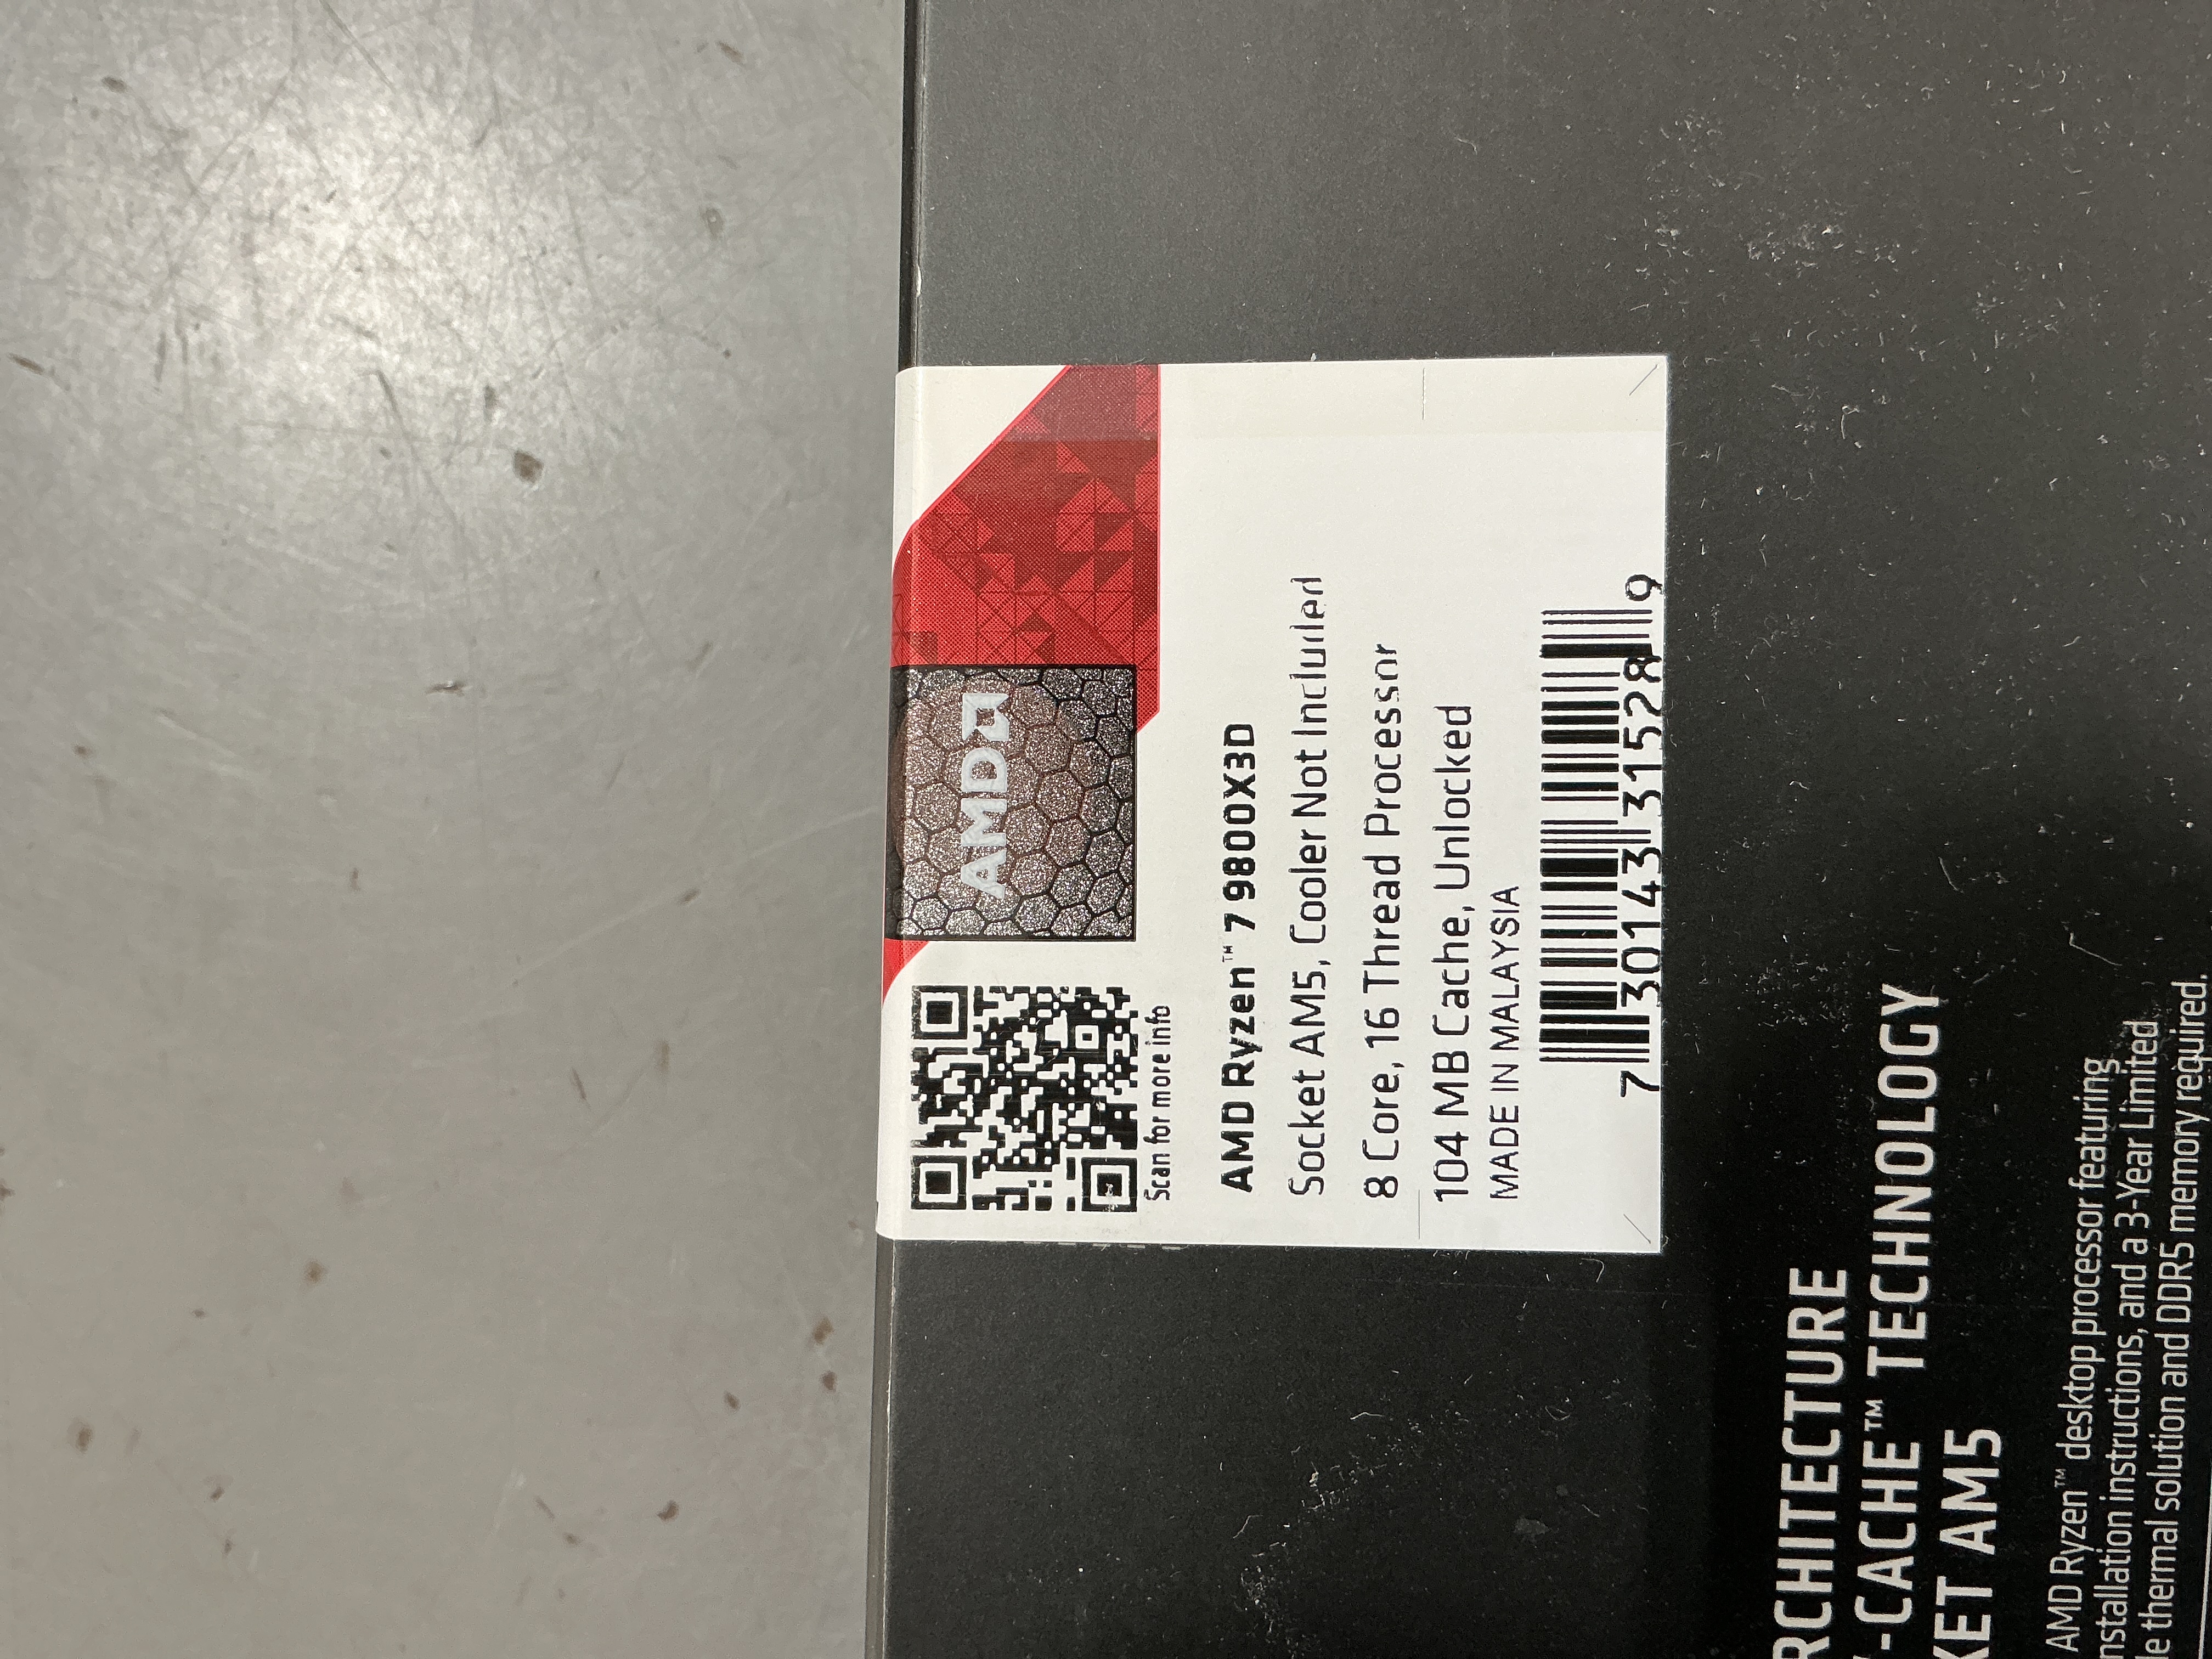 AMD
Scan for more info
AMD Ryzen™ 7 9800X3D
Socket AM5, Cooler Not Included
8 Core, 16 Thread Processor
104 MB Cache, Unlocked
MADE IN MALAYSIA
7 30143 31528 9
RCHITECTURE
-CACHE™ TECHNOLOGY
KET AM5
AMD Ryzen™ desktop processor featuring
nstallation instructions, and a 3-Year Limited
le thermal solution and DDR5 memory required.